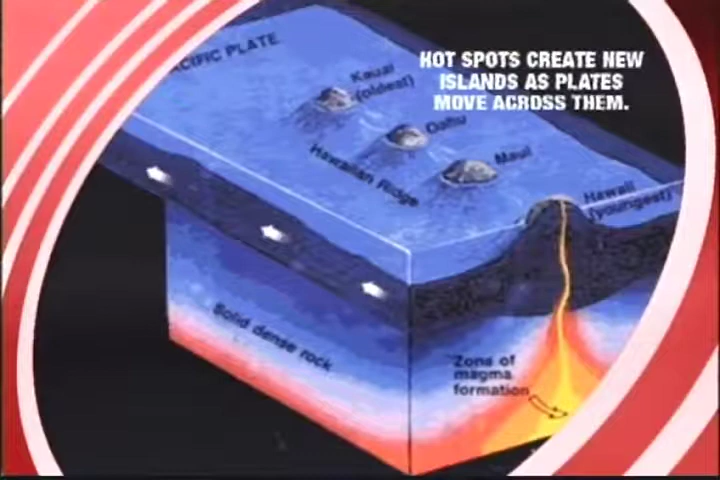 HOT SPOTS CREATE NEW
ISLANDS AS PLATES
MOVE ACROSS THEM.
ACIFIC PLATE
Kauai
(oldest)
Oahu
Maui
Hawaiian Ridge
Hawaii
(youngest)
Solid dense rock
Zone of
magma
formation